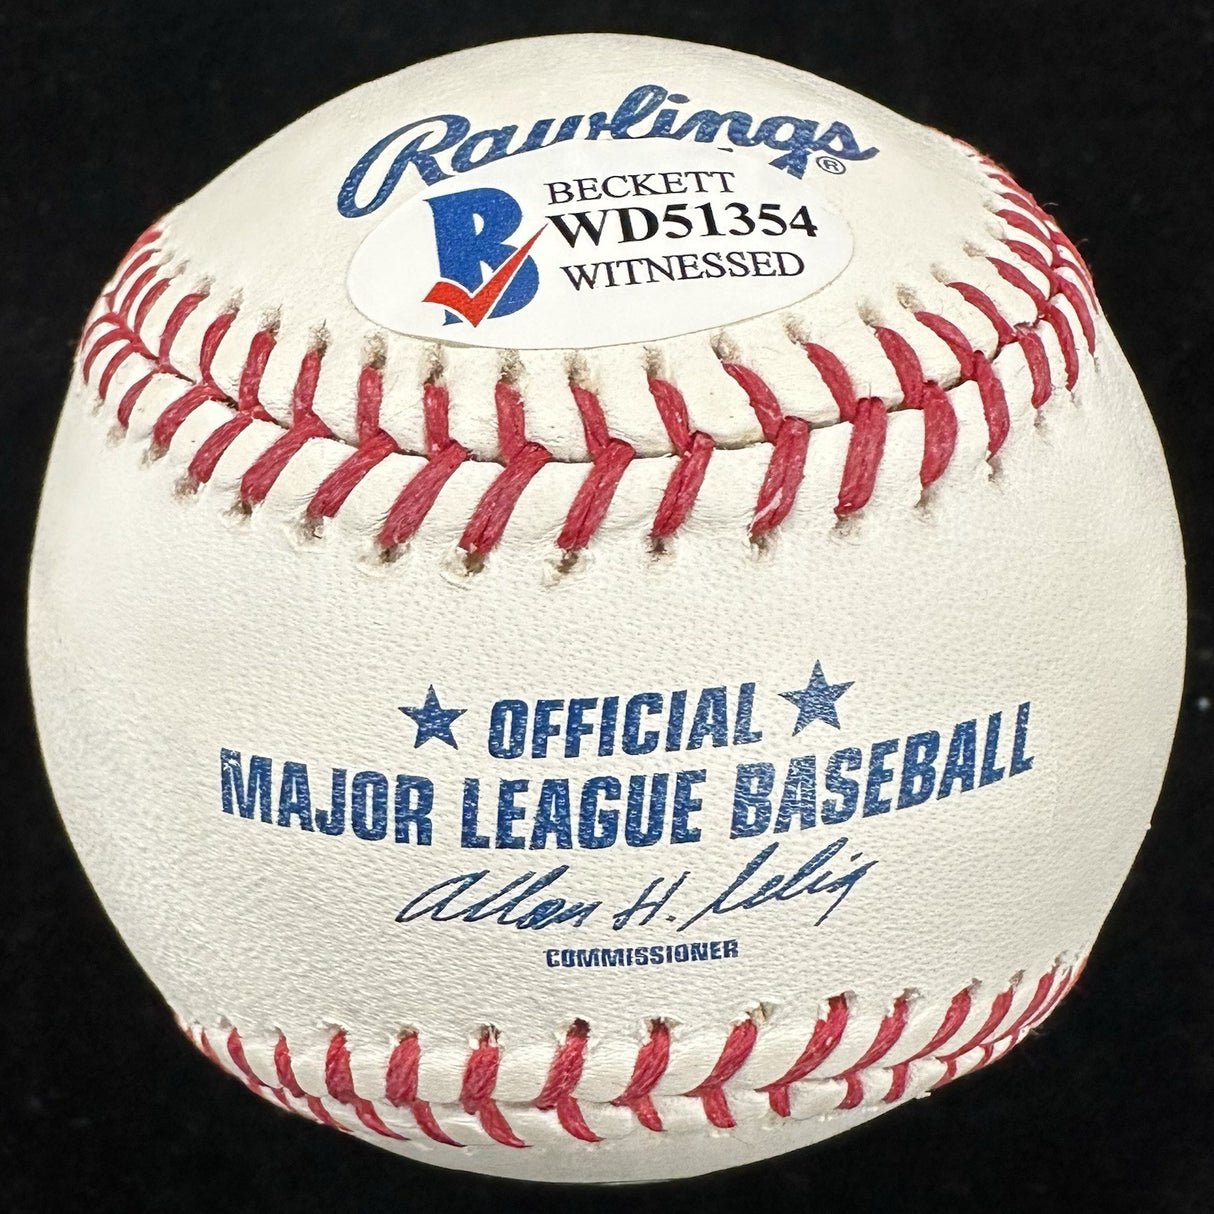 Rawlings®
B
BECKETT
WD51354
WITNESSED
★ OFFICIAL ★
MAJOR LEAGUE BASEBALL
Allan H. Selig
COMMISSIONER